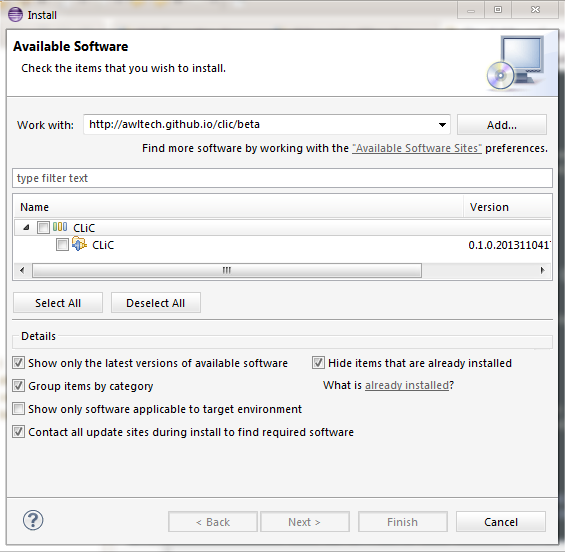 Install
Available Software
Check the items that you wish to install.
Work with: http://awltech.github.io/clic/beta Add...
Find more software by working with the "Available Software Sites" preferences.
type filter text
Name Version
CLiC
CLiC 0.1.0.2013110417
Select All Deselect All
Details
Show only the latest versions of available software Hide items that are already installed
Group items by category What is already installed?
Show only software applicable to target environment
Contact all update sites during install to find required software
? < Back Next > Finish Cancel